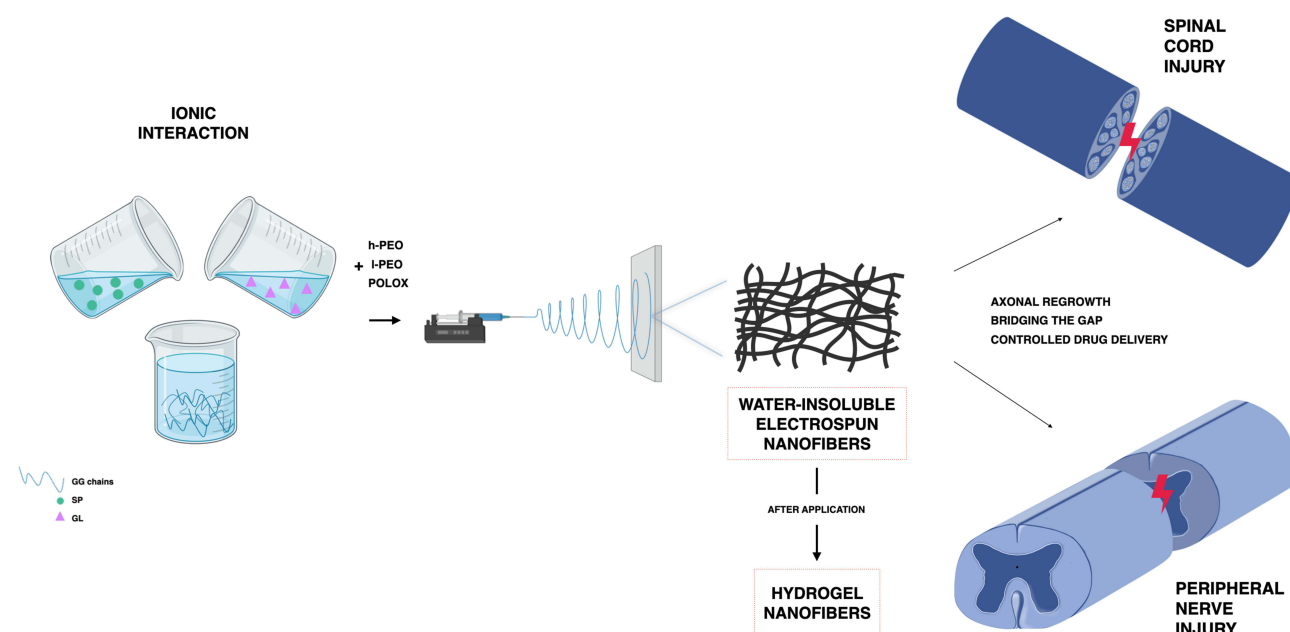 IONIC
INTERACTION
h-PEO
+ l-PEO
POLOX
GG chains
SP
GL
WATER-INSOLUBLE
ELECTROSPUN
NANOFIBERS
AFTER APPLICATION
HYDROGEL
NANOFIBERS
SPINAL
CORD
INJURY
AXONAL REGROWTH
BRIDGING THE GAP
CONTROLLED DRUG DELIVERY
PERIPHERAL
NERVE
INJURY